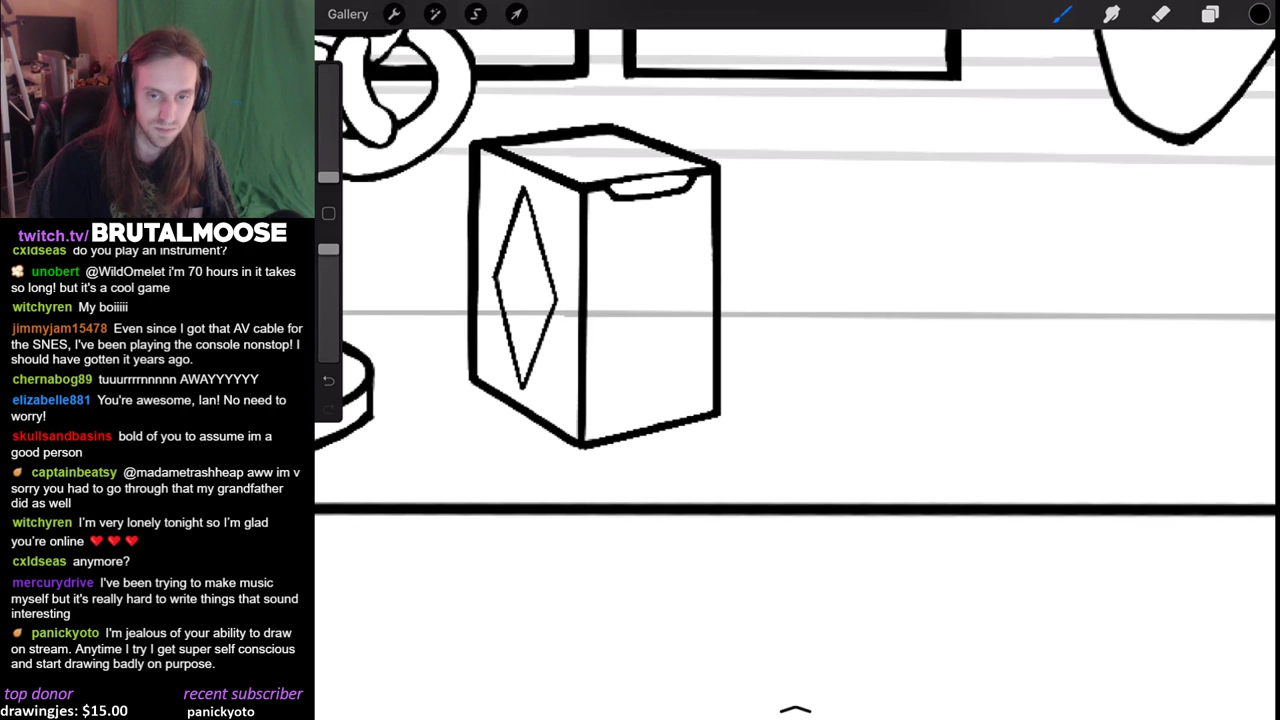 Gallery
twitch.tv/BRUTALMOOSE
cxldseas do you play an instrument?
unobert @WildOmelet i'm 70 hours in it takes
so long! but it's a cool game
witchyren My boiiiii
jimmyjam15478 Even since I got that AV cable for
the SNES, I've been playing the console nonstop! I
should have gotten it years ago.
chernabog89 tuuurrrrnnnnn AWAYYYYYY
elizabelle881 You're awesome, Ian! No need to
worry!
skullsandbasins bold of you to assume im a
good person
captainbeatsy @madametrashheap aww im v
sorry you had to go through that my grandfather
did as well
witchyren I'm very lonely tonight so I'm glad
you're online ❤️ ❤️ ❤️
cxldseas anymore?
mercurydrive I've been trying to make music
myself but it's really hard to write things that sound
interesting
panickyoto I'm jealous of your ability to draw
on stream. Anytime I try I get super self conscious
and start drawing badly on purpose.
top donor recent subscriber
drawingjes: $15.00 panickyoto